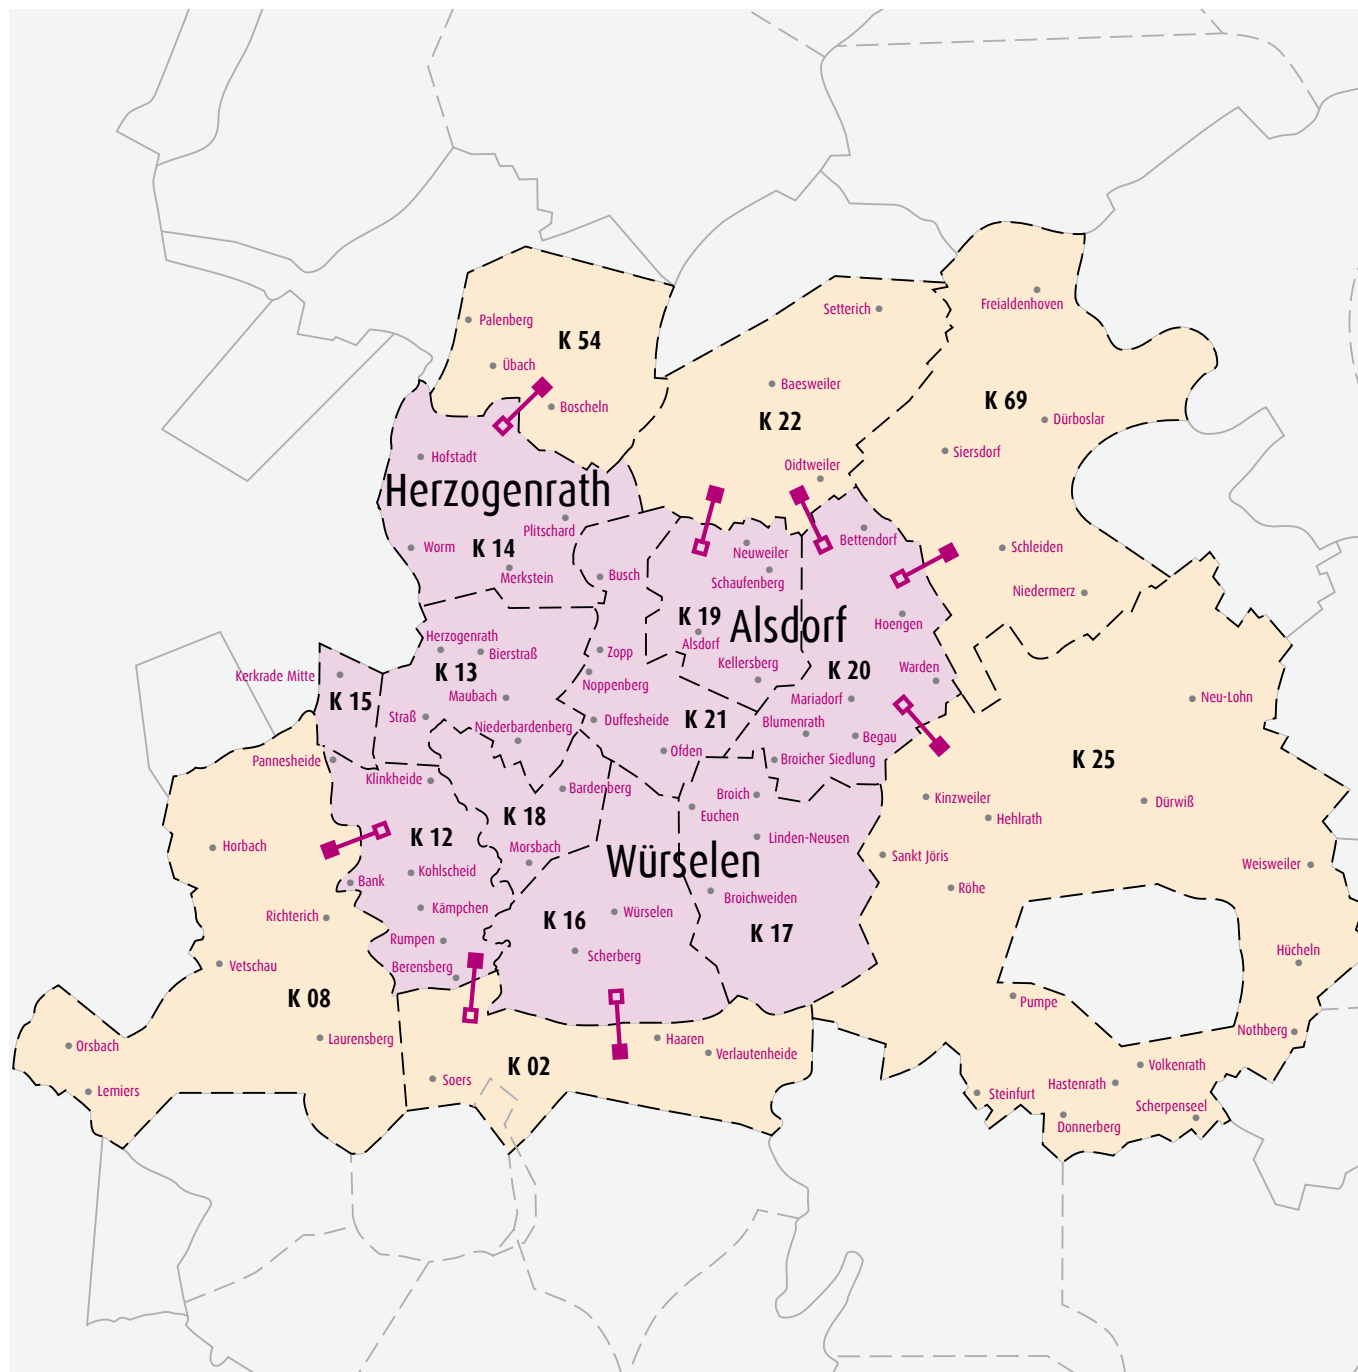 Freialdenhoven
Setterich
Palenberg
K 54
Übach
Baesweiler
K 69
Boscheln
K 22
Dürboslar
Siersdorf
Hofstadt
Oidtweiler
Herzogenrath
Plitschard
Bettendorf
Worm
K 14
Neuweiler
Schleiden
Merkstein
Busch
Schaufenberg
Niedermerz
K 19
Alsdorf
Hoengen
Herzogenrath
Bierstraß
Zopp
Alsdorf
Kellersberg
K 13
K 20
Warden
Kerkrade Mitte
Noppenberg
K 15
Maubach
Mariadorf
Neu-Lohn
Straß
Duffesheide
K 21
Blumenrath
Niederbardenberg
Begau
Ofden
Pannesheide
Broicher Siedlung
K 25
Klinkheide
Bardenberg
Broich
Kinzweiler
Dürwiß
K 18
Euchen
Hehlrath
K 12
Linden-Neusen
Horbach
Morsbach
Würselen
Sankt Jöris
Weisweiler
Kohlscheid
Bank
Röhe
Broichweiden
Kämpchen
Würselen
Richterich
K 16
K 17
Rumpen
Scherberg
Hücheln
Vetschau
Berensberg
K 08
Pumpe
Laurensberg
Nothberg
Orsbach
Haaren
Verlautenheide
K 02
Volkenrath
Soers
Hastenrath
Lemiers
Steinfurt
Scherpenseel
Donnerberg